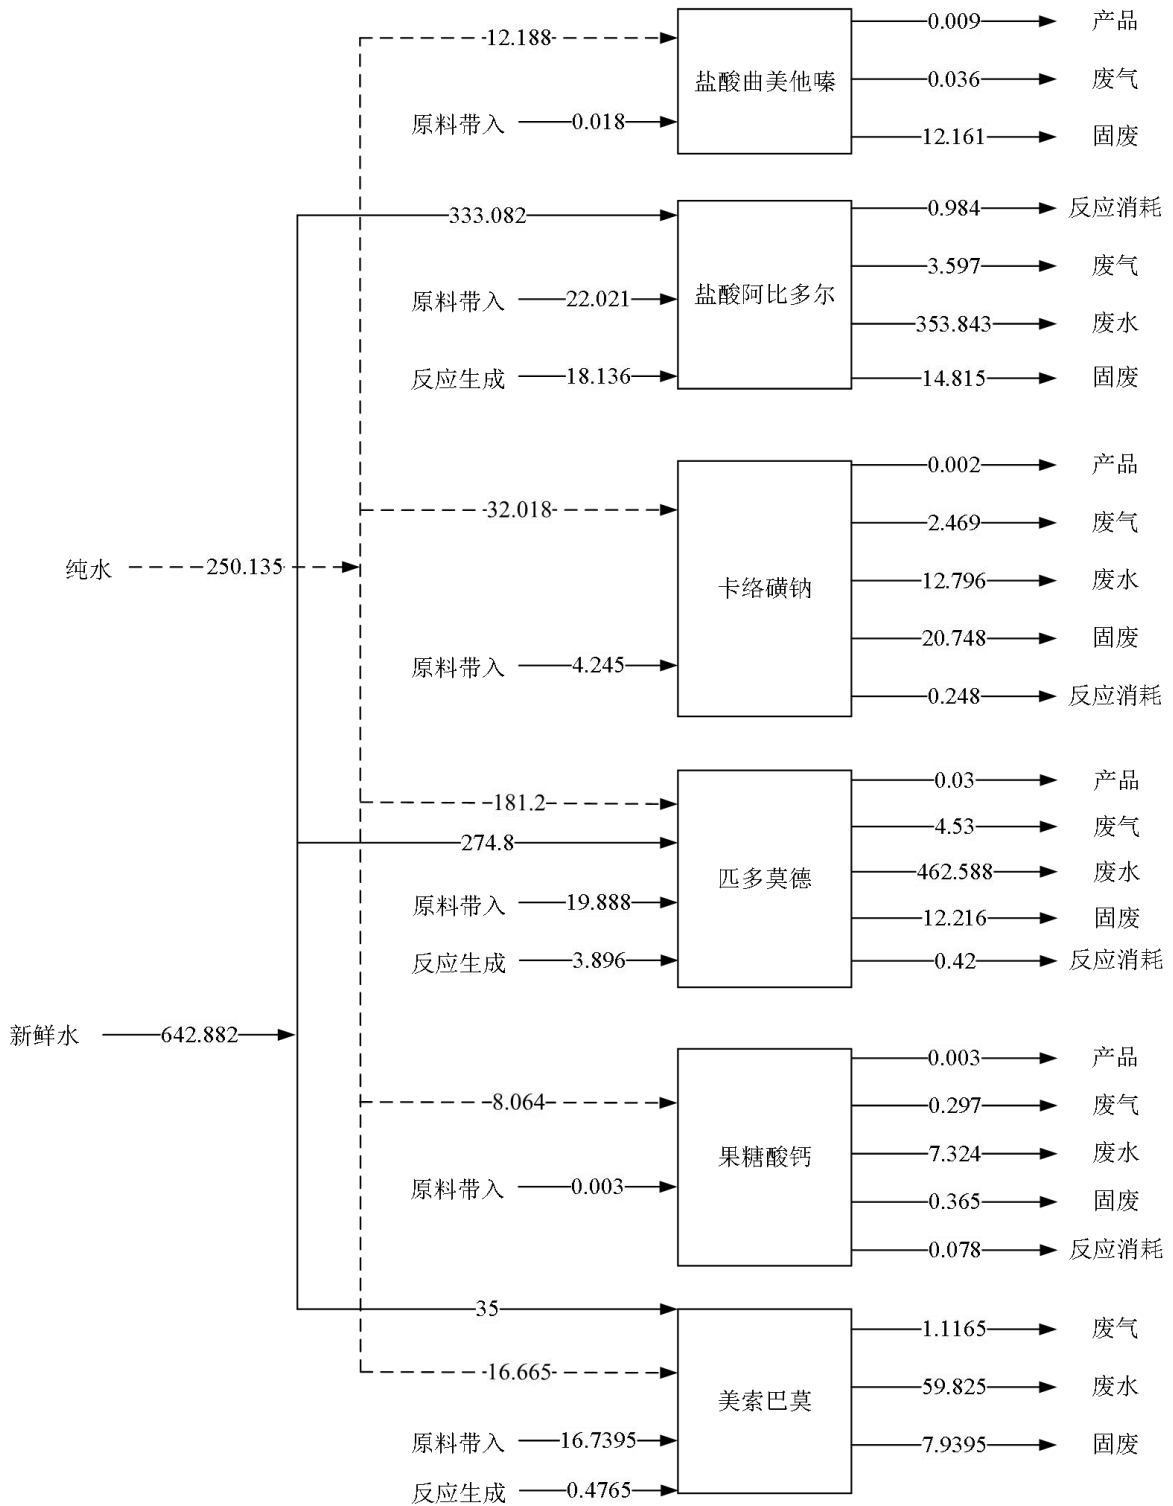 12.188
原料带入 0.018
盐酸曲美他嗪
0.009 产品
0.036 废气
12.161 固废
333.082
原料带入 22.021
反应生成 18.136
盐酸阿比多尔
0.984 反应消耗
3.597 废气
353.843 废水
14.815 固废
32.018
原料带入 4.245
卡络磺钠
0.002 产品
2.469 废气
12.796 废水
20.748 固废
0.248 反应消耗
纯水 250.135
181.2
274.8
原料带入 19.888
反应生成 3.896
匹多莫德
0.03 产品
4.53 废气
462.588 废水
12.216 固废
0.42 反应消耗
新鲜水 642.882
8.064
原料带入 0.003
果糖酸钙
0.003 产品
0.297 废气
7.324 废水
0.365 固废
0.078 反应消耗
35
16.665
原料带入 16.7395
反应生成 0.4765
美索巴莫
1.1165 废气
59.825 废水
7.9395 固废